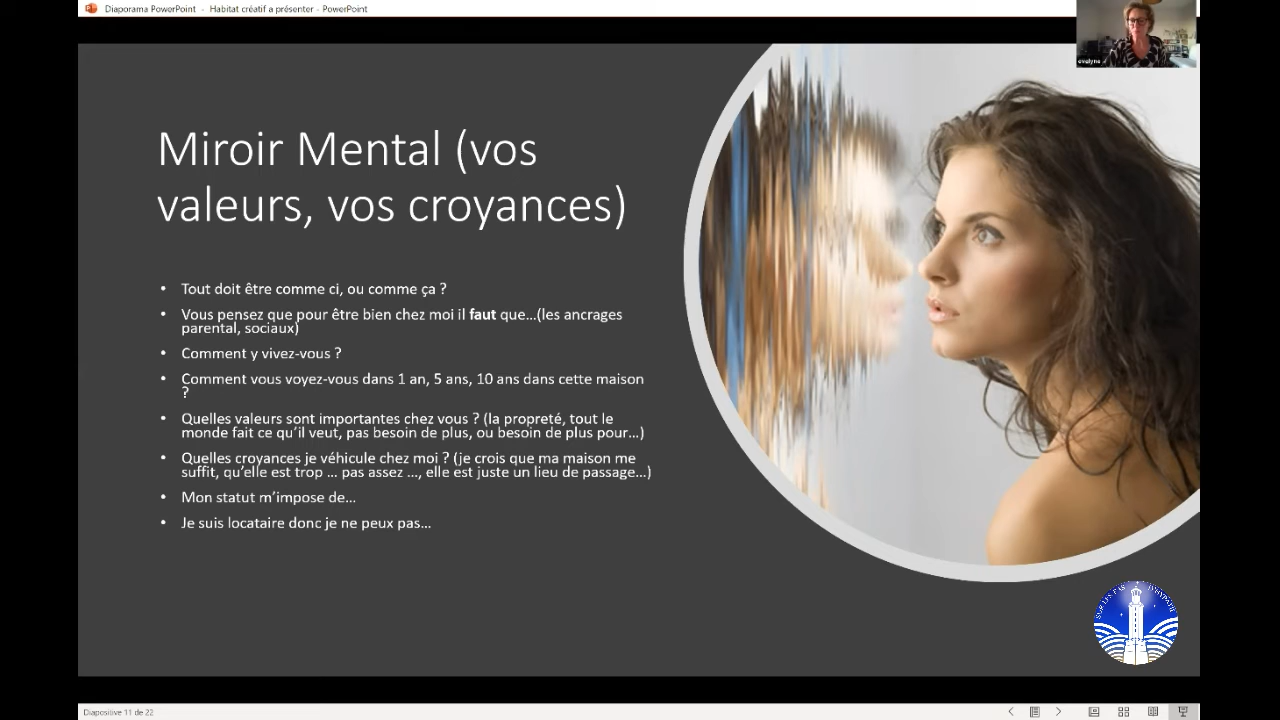 Diaporama PowerPoint - Habitat créatif a présenter - PowerPoint
evelyne
Miroir Mental (vos
valeurs, vos croyances)
• Tout doit être comme ci, ou comme ça ?
• Vous pensez que pour être bien chez moi il faut que...(les ancrages
parental, sociaux)
• Comment y vivez-vous ?
• Comment vous voyez-vous dans 1 an, 5 ans, 10 ans dans cette maison
?
• Quelles valeurs sont importantes chez vous ? (la propreté, tout le
monde fait ce qu'il veut, pas besoin de plus, ou besoin de plus pour...)
• Quelles croyances je véhicule chez moi ? (je crois que ma maison me
suffit, qu'elle est trop ... pas assez ..., elle est juste un lieu de passage...)
• Mon statut m'impose de...
• Je suis locataire donc je ne peux pas...
SUR LES PAS
Diapositive 11 de 22